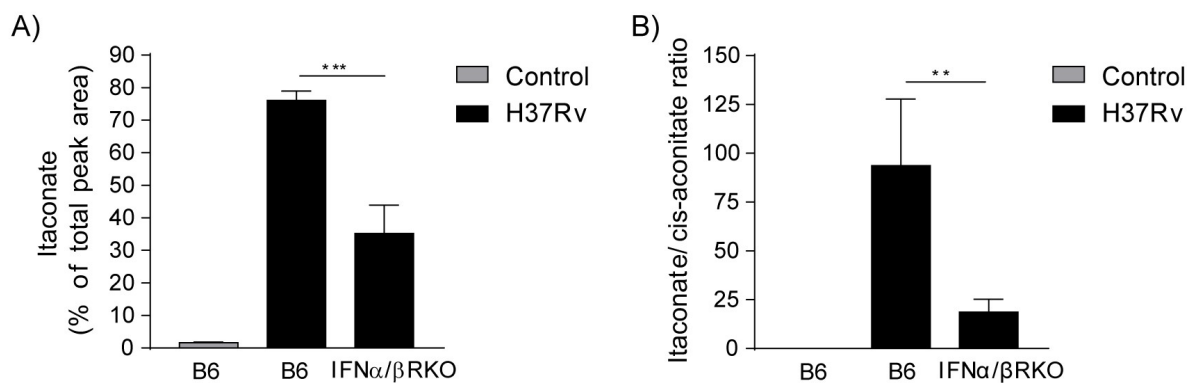 A)
Itaconate
(% of total peak area)
90
80
70
60
50
40
30
20
10
0
***
Control
H37Rv
B6
B6
IFNα/βRKO
B)
Itaconate/ cis-aconitate ratio
150
125
100
75
50
25
0
**
Control
H37Rv
B6
B6
IFNα/βRKO